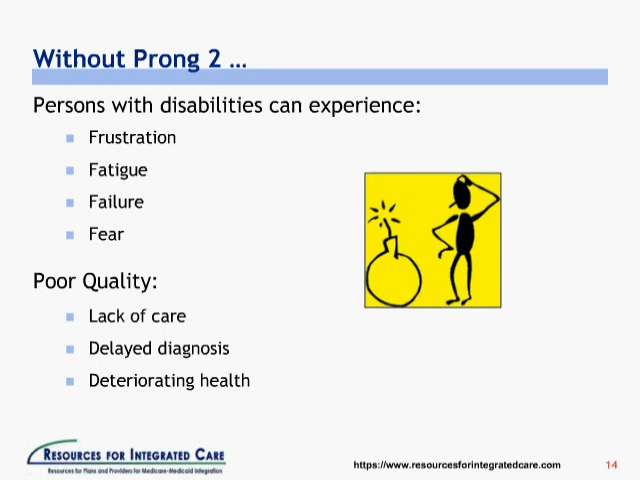 Without Prong 2 …
Persons with disabilities can experience:
Frustration
Fatigue
Failure
Fear
Poor Quality:
Lack of care
Delayed diagnosis
Deteriorating health
RESOURCES FOR INTEGRATED CARE
Resources for Plans and Providers for Medicare-Medicaid Integration
https://www.resourcesforintegratedcare.com
14